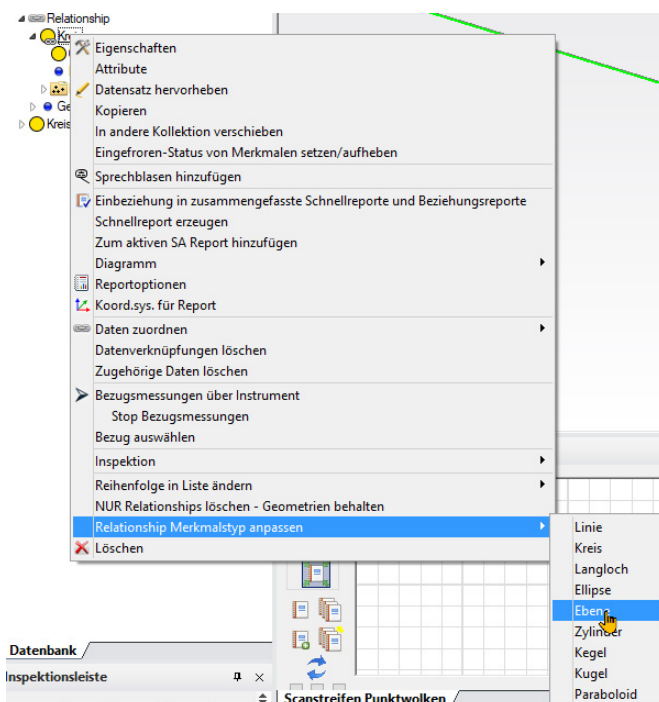 Relationship
Eigenschaften
Attribute
Datensatz hervorheben
Kopieren
In andere Kollektion verschieben
Eingefroren-Status von Merkmalen setzen/aufheben
Sprechblasen hinzufügen
Einbeziehung in zusammengefasste Schnellreporte und Beziehungsreporte
Schnellreport erzeugen
Zum aktiven SA Report hinzufügen
Diagramm
Reportoptionen
Koord.sys. für Report
Daten zuordnen
Datenverknüpfungen löschen
Zugehörige Daten löschen
Bezugsmessungen über Instrument
Stop Bezugsmessungen
Bezug auswählen
Inspektion
Reihenfolge in Liste ändern
NUR Relationships löschen - Geometrien behalten
Relationship Merkmalstyp anpassen
Löschen
Ge
Kreis
Linie
Kreis
Langloch
Ellipse
Ebene
Zylinder
Kegel
Kugel
Paraboloid
Datenbank
Inspektionsleiste
Scanstreifen Punktwolken